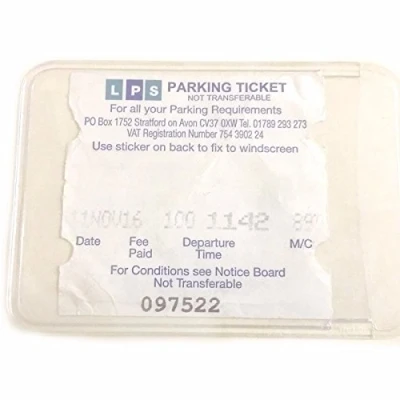 LPS PARKING TICKET
NOT TRANSFERABLE
For all your Parking Requirements
PO Box 1752 Stratford on Avon CV37 0XW Tel. 01789 293 273
VAT Registration Number 754 3902 24
Use sticker on back to fix to windscreen
11NOV16 100 1142
Date Fee Paid Departure Time M/C
For Conditions see Notice Board
Not Transferable
097522